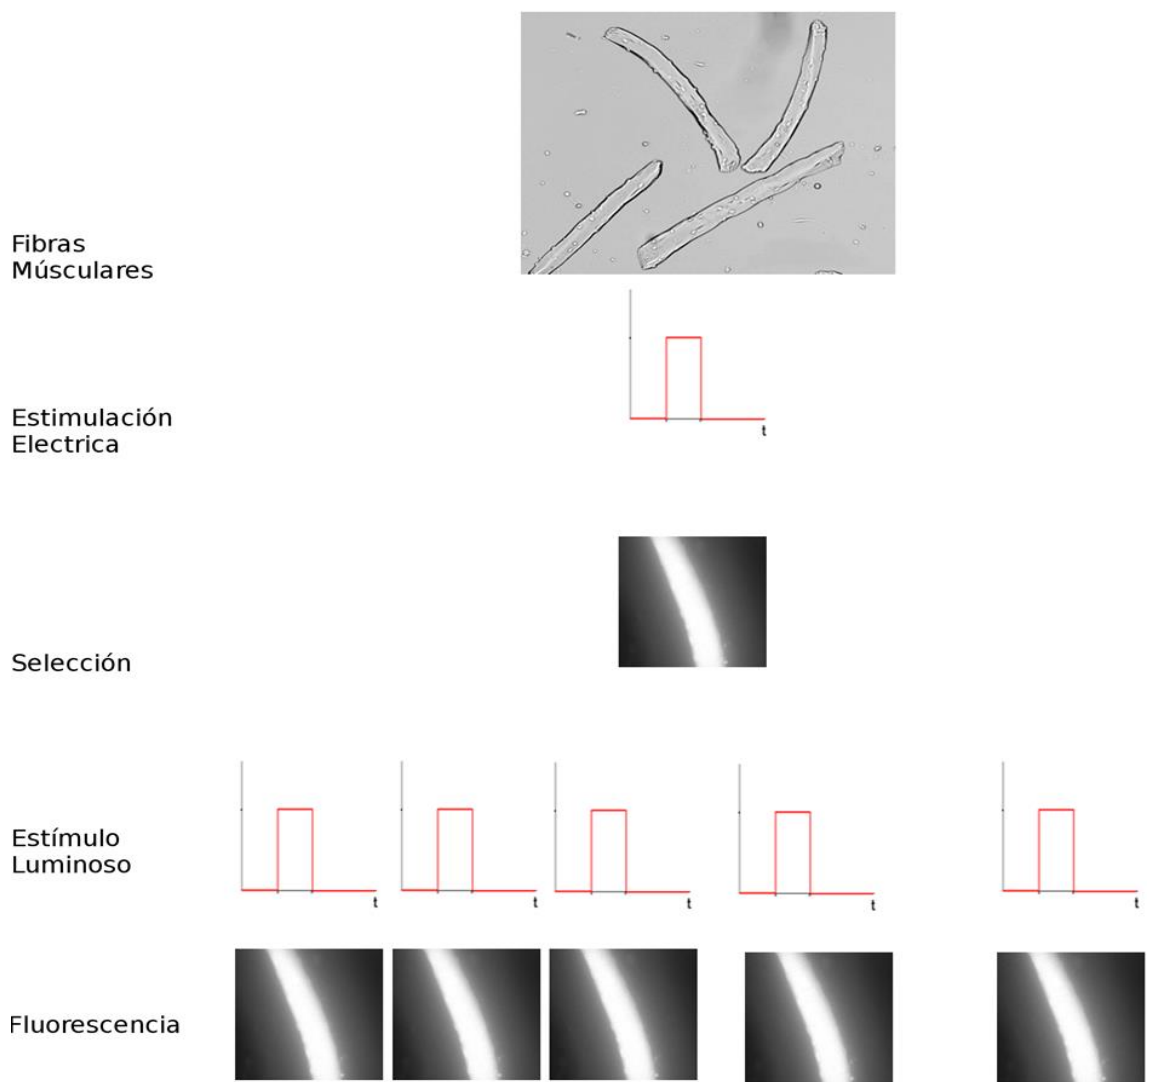 Fibras
Músculares
t
Estimulación
Electrica
Selección
Estímulo
Luminoso
t
t
t
t
t
Fluorescencia